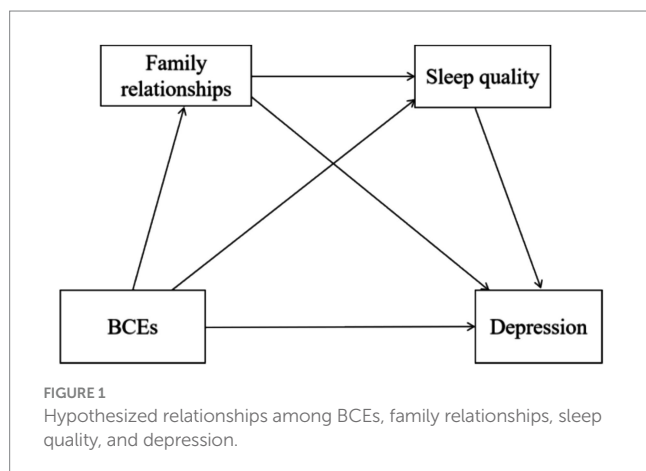 Family
relationships
Sleep quality
BCEs
Depression
FIGURE 1
Hypothesized relationships among BCEs, family relationships, sleep
quality, and depression.